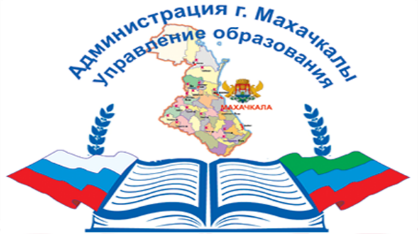 Администрация г. Махачкалы
Управление образования
МАХАЧКАЛА